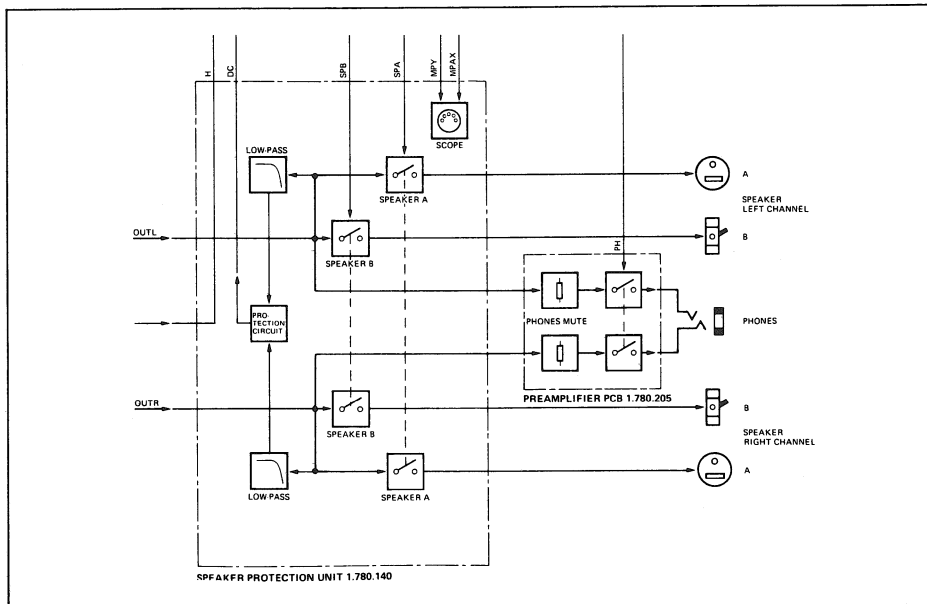 H
DC
SPB
SPA
MPY
MPAX
SCOPE
LOW-PASS
SPEAKER A
A
SPEAKER
LEFT CHANNEL
OUTL
SPEAKER B
B
PH
PRO-
TECTION
CIRCUIT
PHONES MUTE
PHONES
PREAMPLIFIER PCB 1.780.205
OUTR
SPEAKER B
B
SPEAKER
RIGHT CHANNEL
LOW-PASS
SPEAKER A
A
SPEAKER PROTECTION UNIT 1.780.140